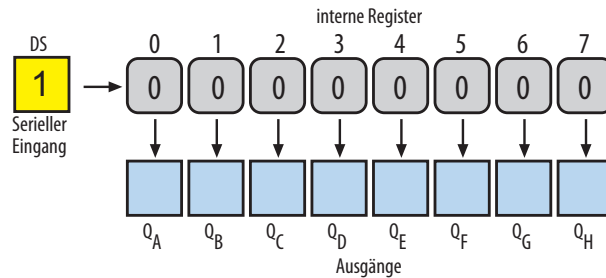 interne Register
DS 0 1 2 3 4 5 6 7
1 0 0 0 0 0 0 0 0
Serieller
Eingang
QA QB QC QD QE QF QG QH
Ausgänge